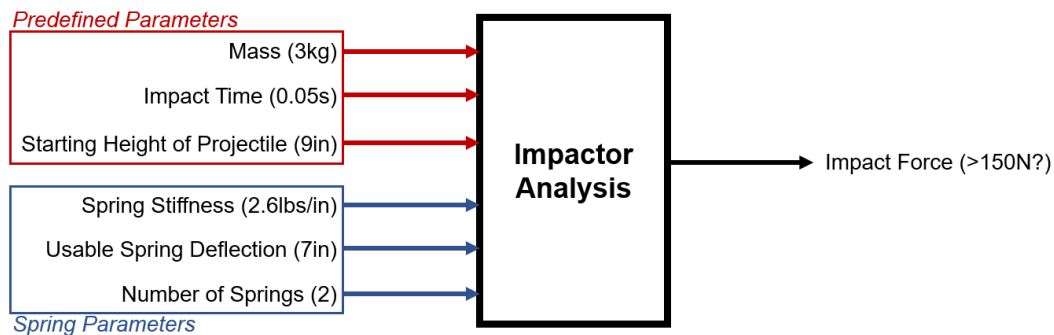 Predefined Parameters
Mass (3kg)
Impact Time (0.05s)
Starting Height of Projectile (9in)
Impactor
Analysis
Impact Force (>150N?)
Spring Stiffness (2.6lbs/in)
Usable Spring Deflection (7in)
Number of Springs (2)
Spring Parameters